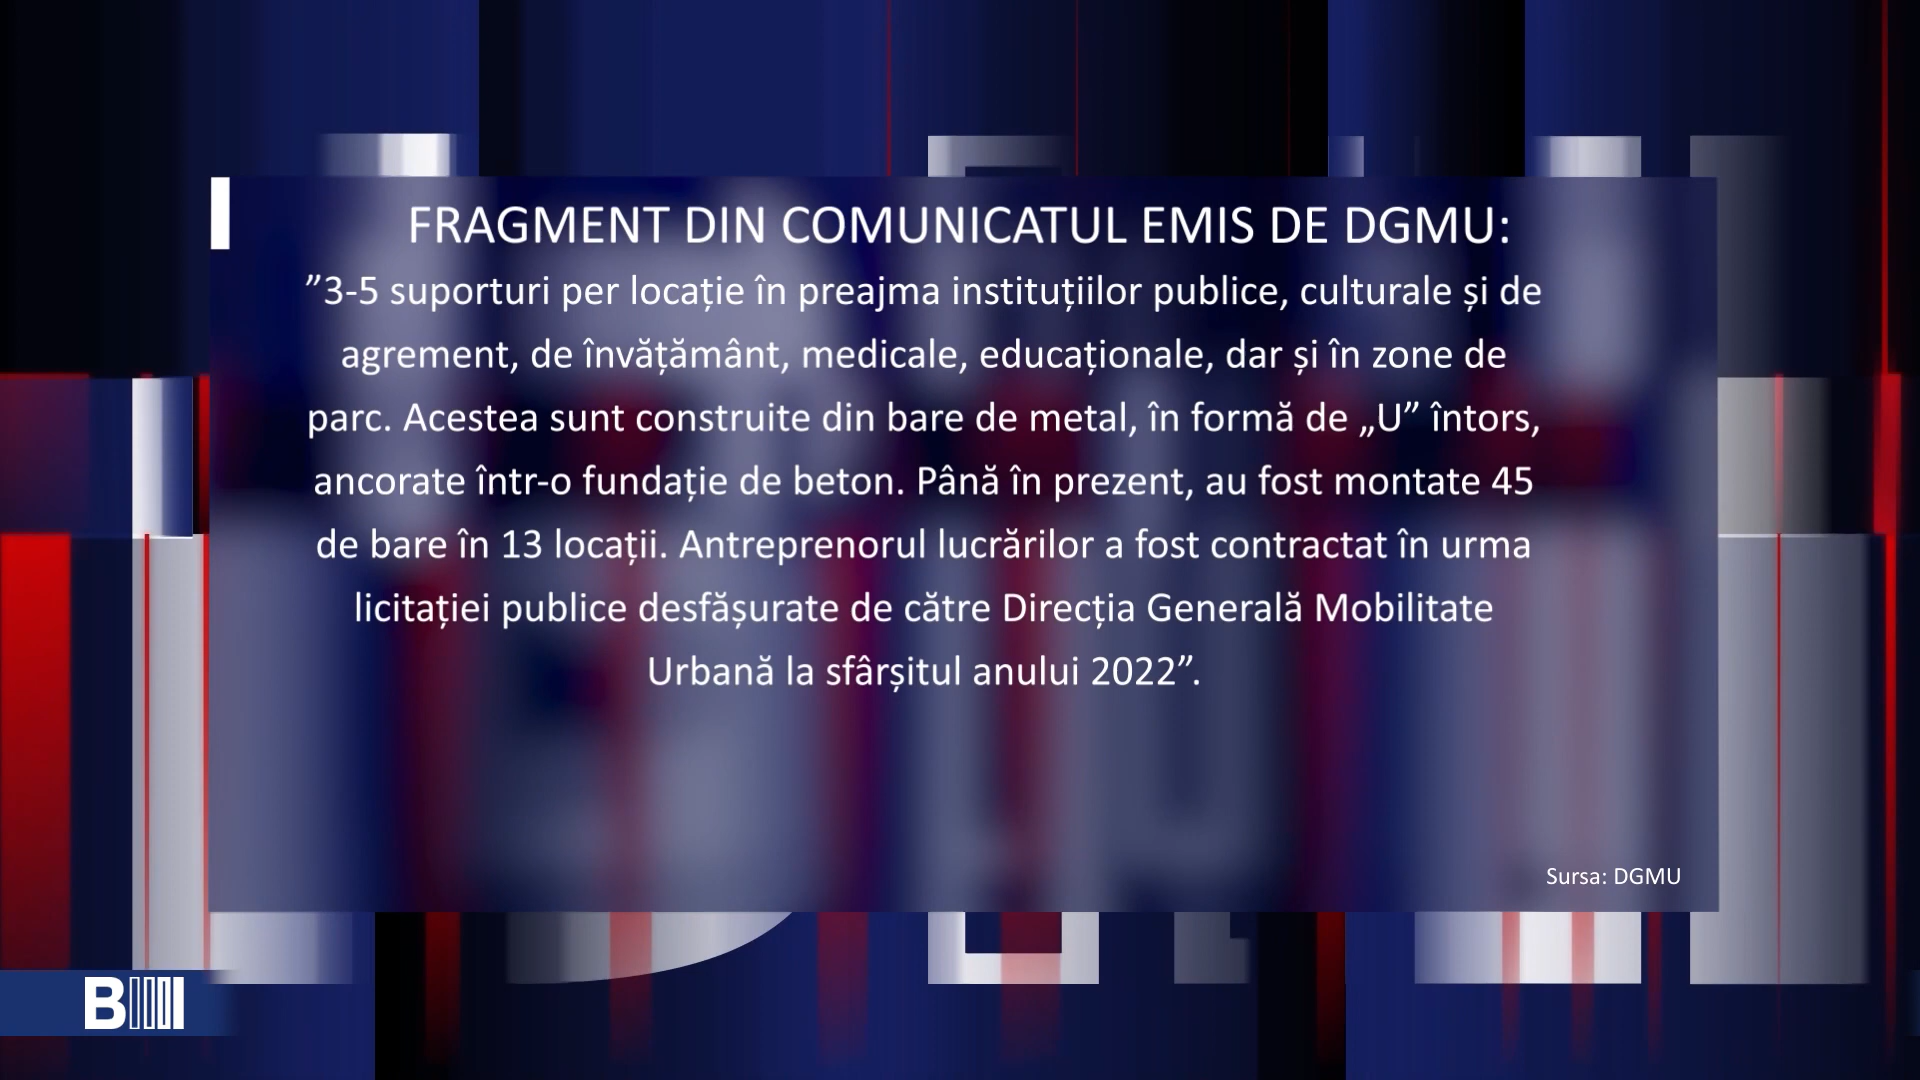 FRAGMENT DIN COMUNICATUL EMIS DE DGMU:
”3-5 suporturi per locație în preajma instituțiilor publice, culturale și de
agrement, de învățământ, medicale, educaționale, dar și în zone de
parc. Acestea sunt construite din bare de metal, în formă de „U” întors,
ancorate într-o fundație de beton. Până în prezent, au fost montate 45
de bare în 13 locații. Antreprenorul lucrărilor a fost contractat în urma
licitației publice desfășurate de către Direcția Generală Mobilitate
Urbană la sfârșitul anului 2022”.
Sursa: DGMU
B